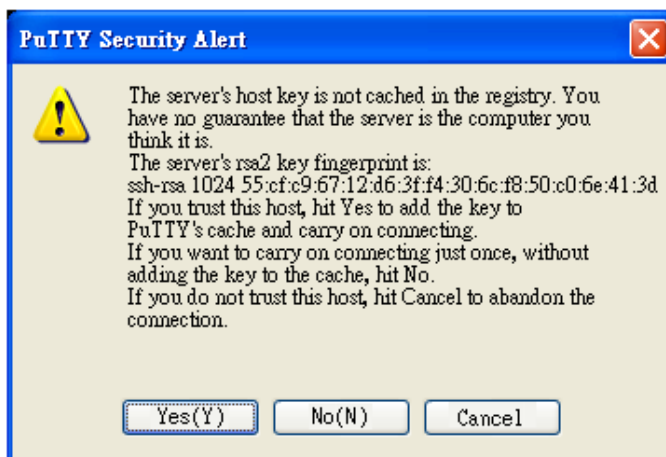 PuTTY Security Alert
The server's host key is not cached in the registry. You
have no guarantee that the server is the computer you
think it is.
The server's rsa2 key fingerprint is:
ssh-rsa 1024 55:cf:c9:67:12:d6:3f:f4:30:6c:f8:50:c0:6e:41:3d
If you trust this host, hit Yes to add the key to
PuTTY's cache and carry on connecting.
If you want to carry on connecting just once, without
adding the key to the cache, hit No.
If you do not trust this host, hit Cancel to abandon the
connection.
Yes(Y) No(N) Cancel